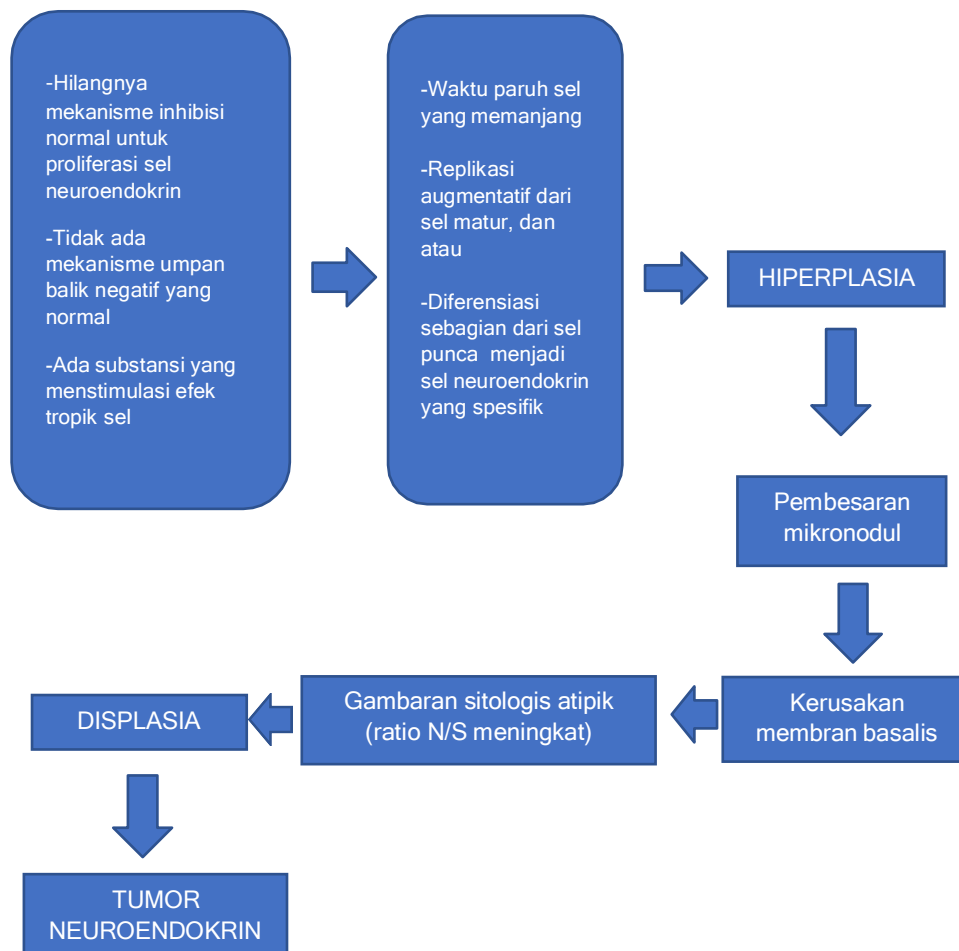 -Hilangnya
mekanisme inhibisi
normal untuk
proliferasi sel
neuroendokrin
-Tidak ada
mekanisme umpan
balik negatif yang
normal
-Ada substansi yang
menstimulasi efek
tropik sel
-Waktu paruh sel
yang memanjang
-Replikasi
augmentatif dari
sel matur, dan
atau
-Diferensiasi
sebagian dari sel
punca menjadi
sel neuroendokrin
yang spesifik
HIPERPLASIA
Pembesaran
mikronodul
Kerusakan
membran basalis
Gambaran sitologis atipik
(ratio N/S meningkat)
DISPLASIA
TUMOR
NEUROENDOKRIN